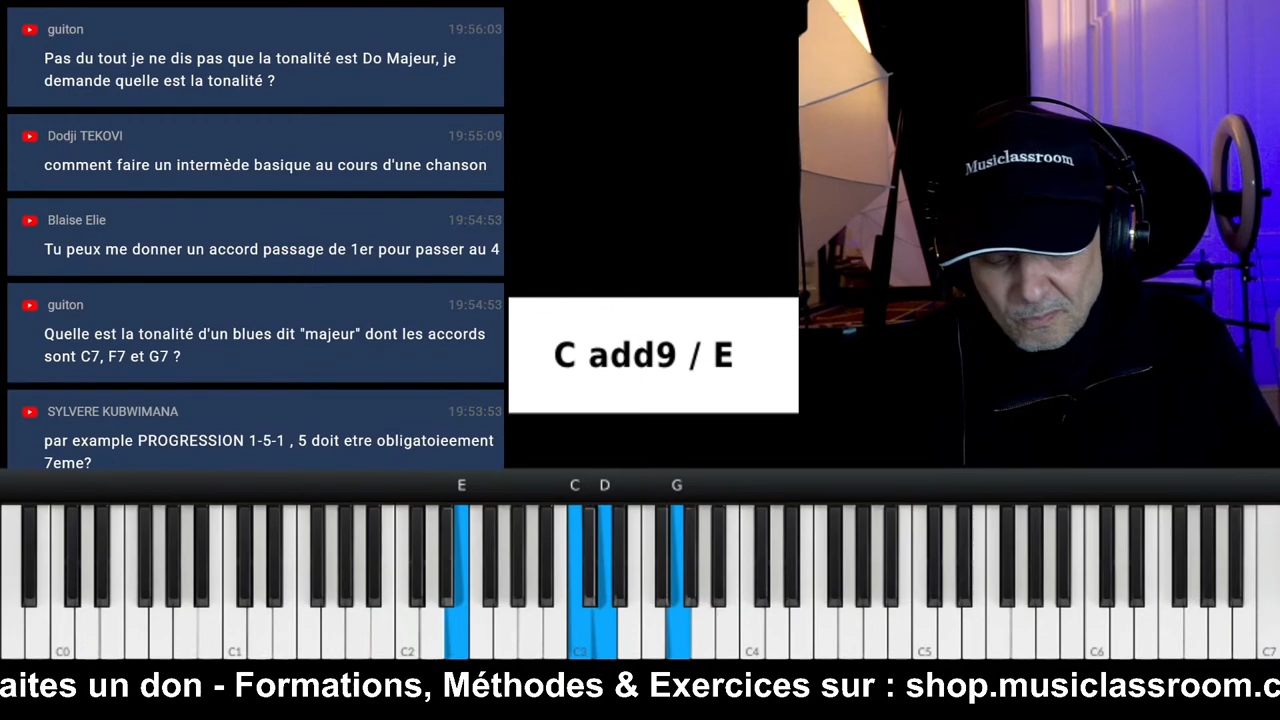 guiton 19:56:03
Pas du tout je ne dis pas que la tonalité est Do Majeur, je
demande quelle est la tonalité ?
Dodji TEKOVI 19:55:09
comment faire un intermède basique au cours d'une chanson
Blaise Elie 19:54:53
Tu peux me donner un accord passage de 1er pour passer au 4
guiton 19:54:53
Quelle est la tonalité d'un blues dit "majeur" dont les accords
sont C7, F7 et G7 ?
SYLVERE KUBWIMANA 19:53:53
par example PROGRESSION 1-5-1 , 5 doit etre obligatoieement
7eme?
Musiclassroom
C add9 / E
E C D G
C0 C1 C2 C3 C4 C5 C6 C7
aites un don - Formations, Méthodes & Exercices sur : shop.musiclassroom.c